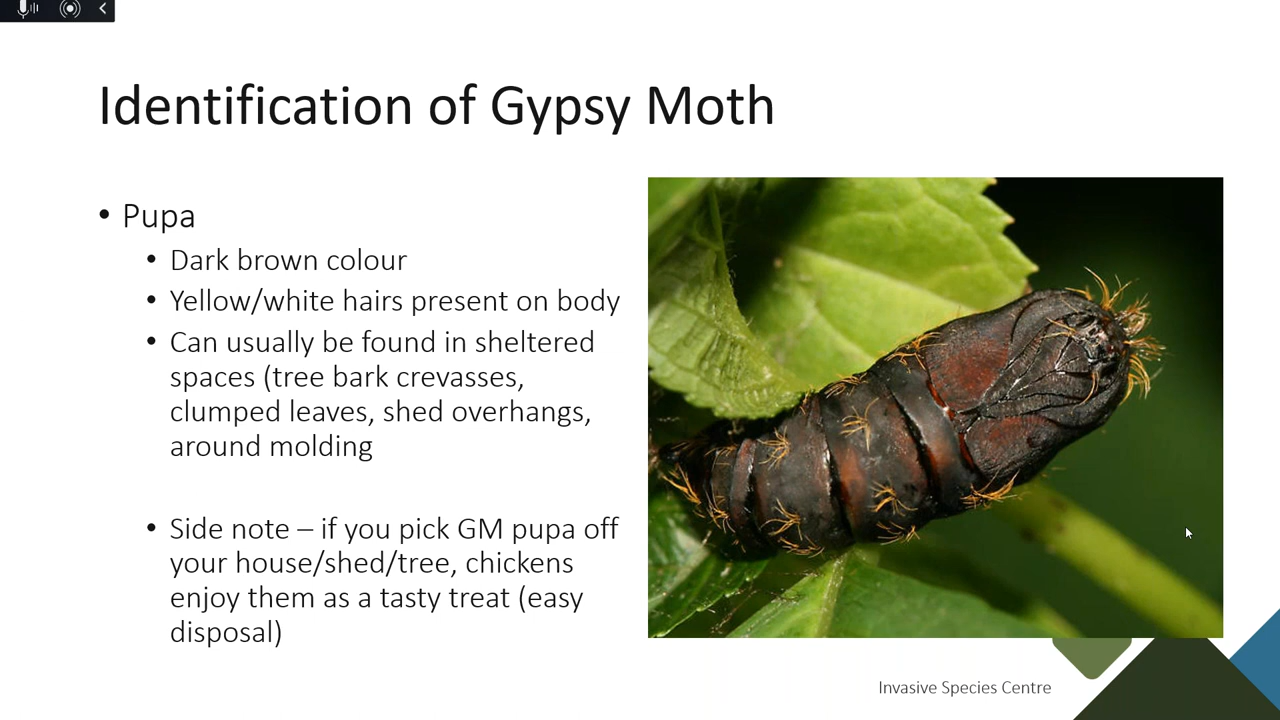 Identification of Gypsy Moth
• Pupa
• Dark brown colour
• Yellow/white hairs present on body
• Can usually be found in sheltered
spaces (tree bark crevasses,
clumped leaves, shed overhangs,
around molding
• Side note – if you pick GM pupa off
your house/shed/tree, chickens
enjoy them as a tasty treat (easy
disposal)
Invasive Species Centre